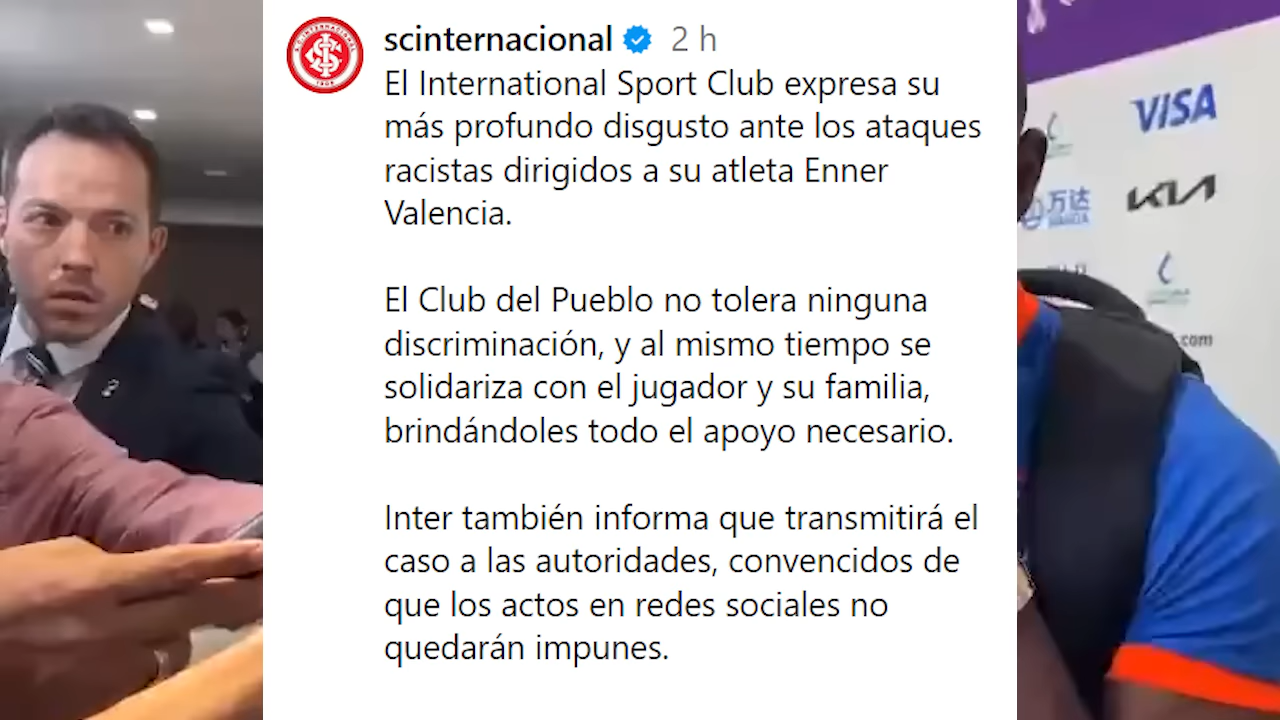 scinternacional 2 h
El International Sport Club expresa su
más profundo disgusto ante los ataques
racistas dirigidos a su atleta Enner
Valencia.
El Club del Pueblo no tolera ninguna
discriminación, y al mismo tiempo se
solidariza con el jugador y su familia,
brindándoles todo el apoyo necesario.
Inter también informa que transmitirá el
caso a las autoridades, convencidos de
que los actos en redes sociales no
quedarán impunes.
VISA
万达
KIA
.com